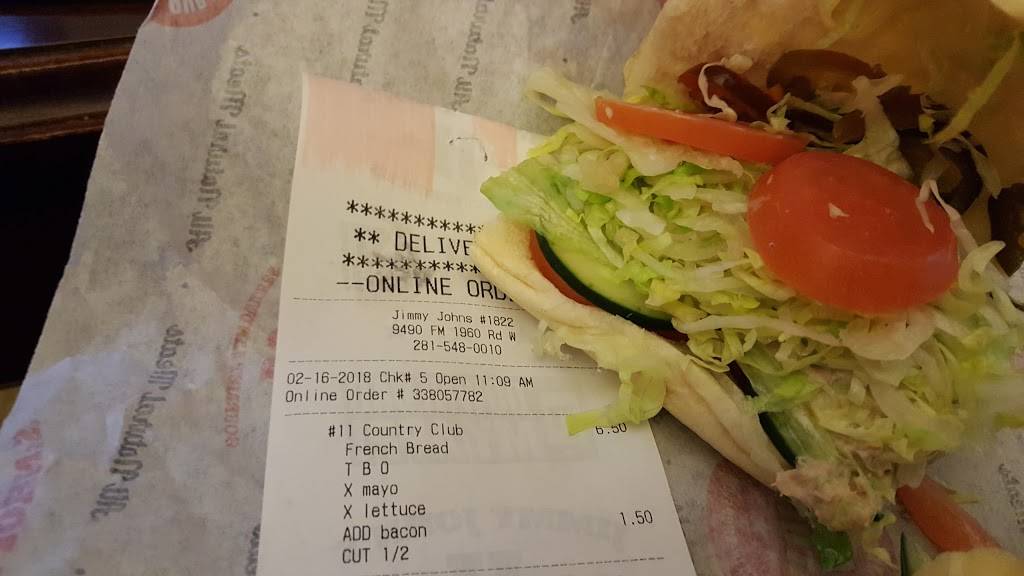 *************
** DELIVE
*************
--ONLINE ORD
Jimmy Johns #1822
9490 FM 1960 Rd W
281-548-0010
02-16-2018 Chk# 5 Open 11:09 AM
Online Order # 338057782
#11 Country Club 6.50
French Bread
T B O
X mayo
X lettuce
ADD bacon 1.50
CUT 1/2